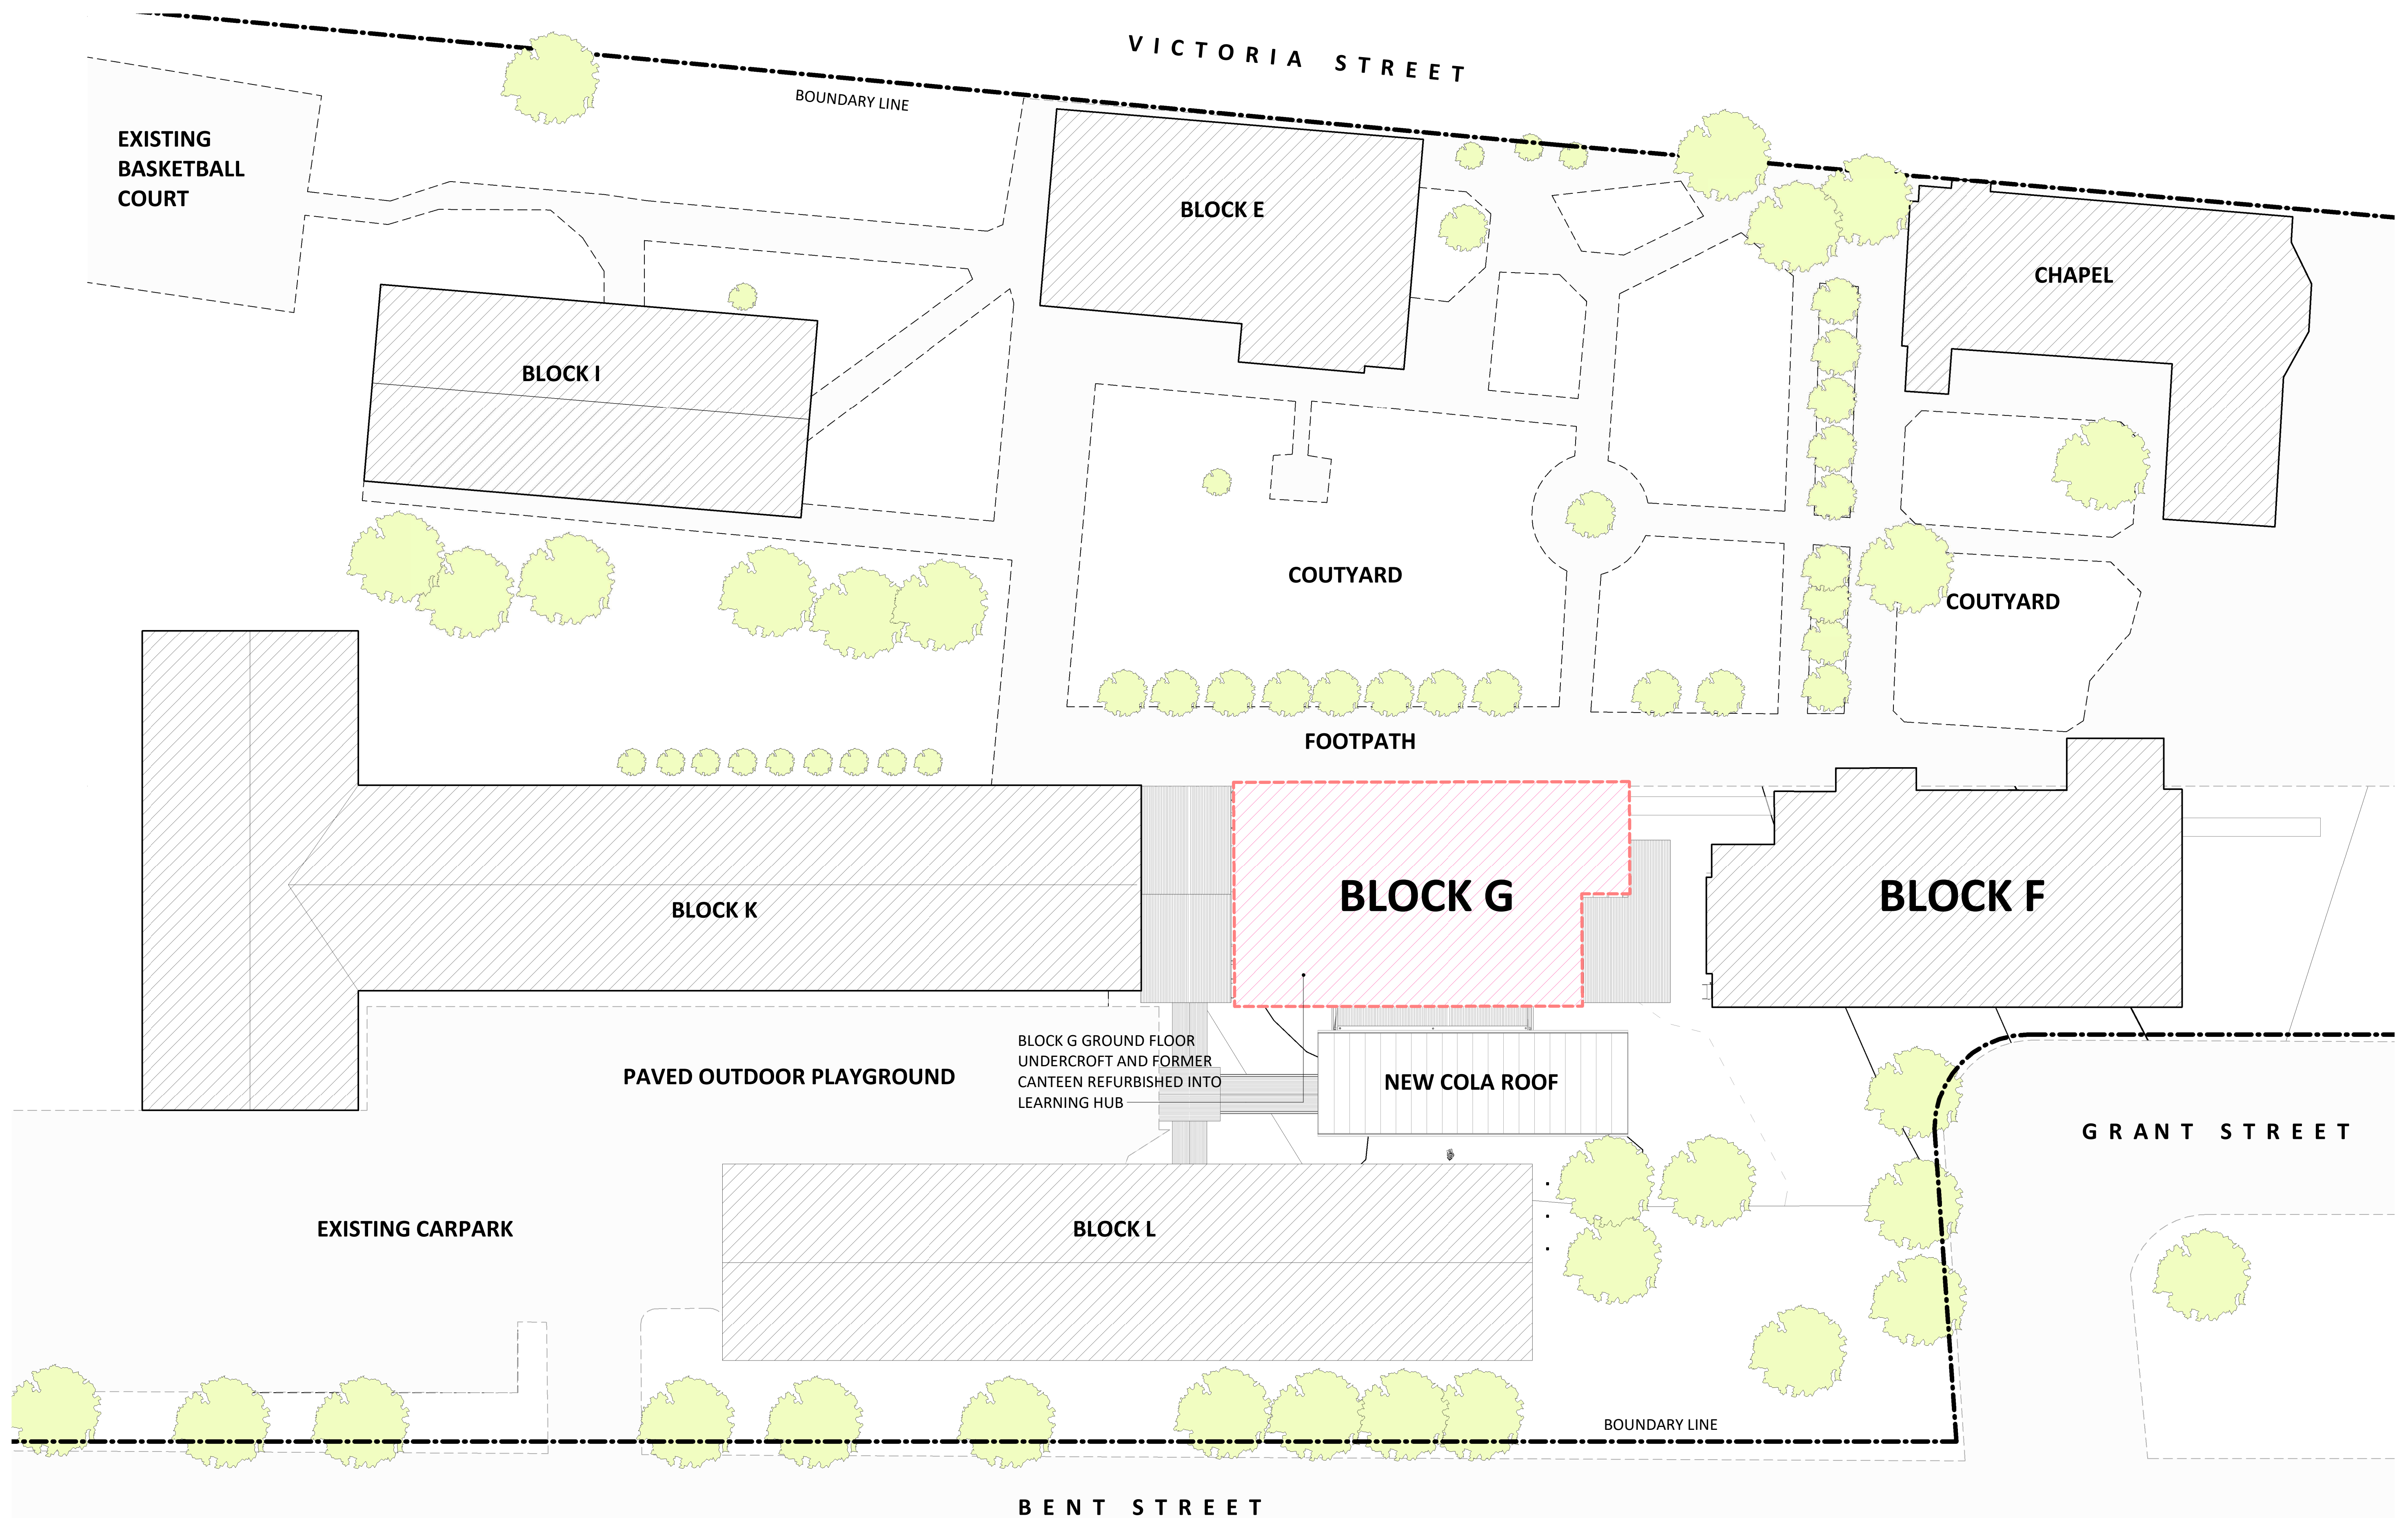 VICTORIA STREET
BOUNDARY LINE
EXISTING
BASKETBALL
COURT
BLOCK E
CHAPEL
BLOCK I
COUTYARD
COUTYARD
FOOTPATH
BLOCK K
BLOCK G
BLOCK F
BLOCK G GROUND FLOOR
UNDERCROFT AND FORMER
CANTEEN REFURBISHED INTO
LEARNING HUB
PAVED OUTDOOR PLAYGROUND
NEW COLA ROOF
GRANT STREET
EXISTING CARPARK
BLOCK L
BOUNDARY LINE
BENT STREET